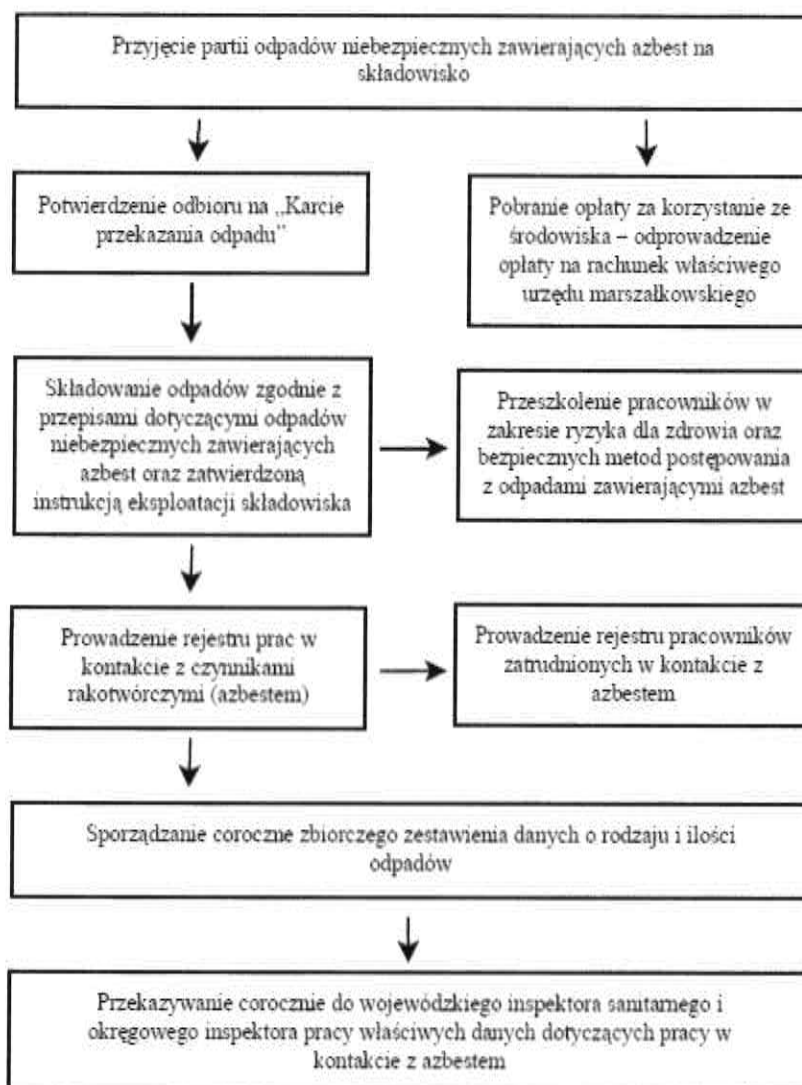 Przyjęcie partii odpadów niebezpiecznych zawierających azbest na
składowisko
Potwierdzenie odbioru na „Karcie
przekazania odpadu”
Pobranie opłaty za korzystanie ze
środowiska – odprowadzenie
opłaty na rachunek właściwego
urzędu marszałkowskiego
Składowanie odpadów zgodnie z
przepisami dotyczącymi odpadów
niebezpiecznych zawierających
azbest oraz zatwierdzoną
instrukcją eksploatacji składowiska
Przeszkolenie pracowników w
zakresie ryzyka dla zdrowia oraz
bezpiecznych metod postępowania
z odpadami zawierającymi azbest
Prowadzenie rejestru prac w
kontakcie z czynnikami
rakotwórczymi (azbestem)
Prowadzenie rejestru pracowników
zatrudnionych w kontakcie z
azbestem
Sporządzanie coroczne zbiorczego zestawienia danych o rodzaju i ilości
odpadów
Przekazywanie corocznie do wojewódzkiego inspektora sanitarnego i
okręgowego inspektora pracy właściwych danych dotyczących pracy w
kontakcie z azbestem